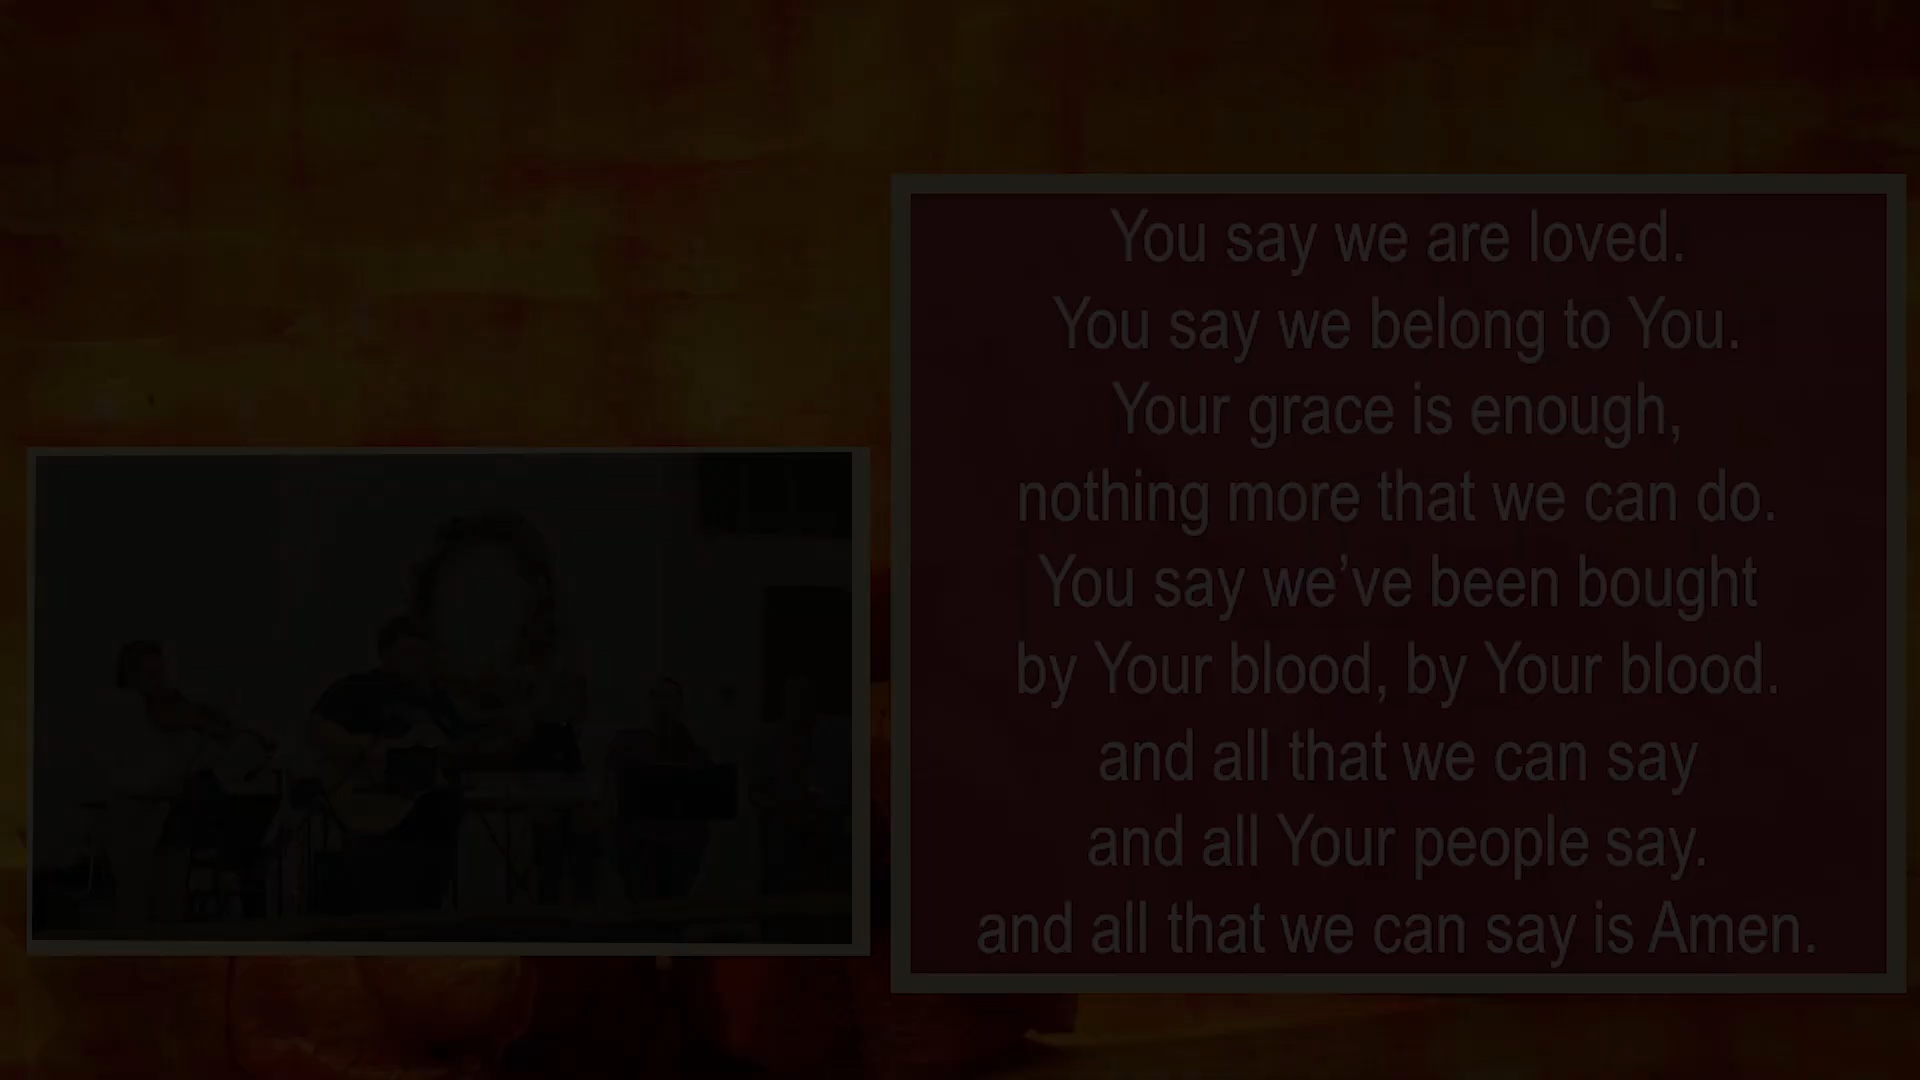 You say we are loved.
You say we belong to You.
Your grace is enough,
nothing more that we can do.
You say we’ve been bought
by Your blood, by Your blood.
and all that we can say
and all Your people say.
and all that we can say is Amen.